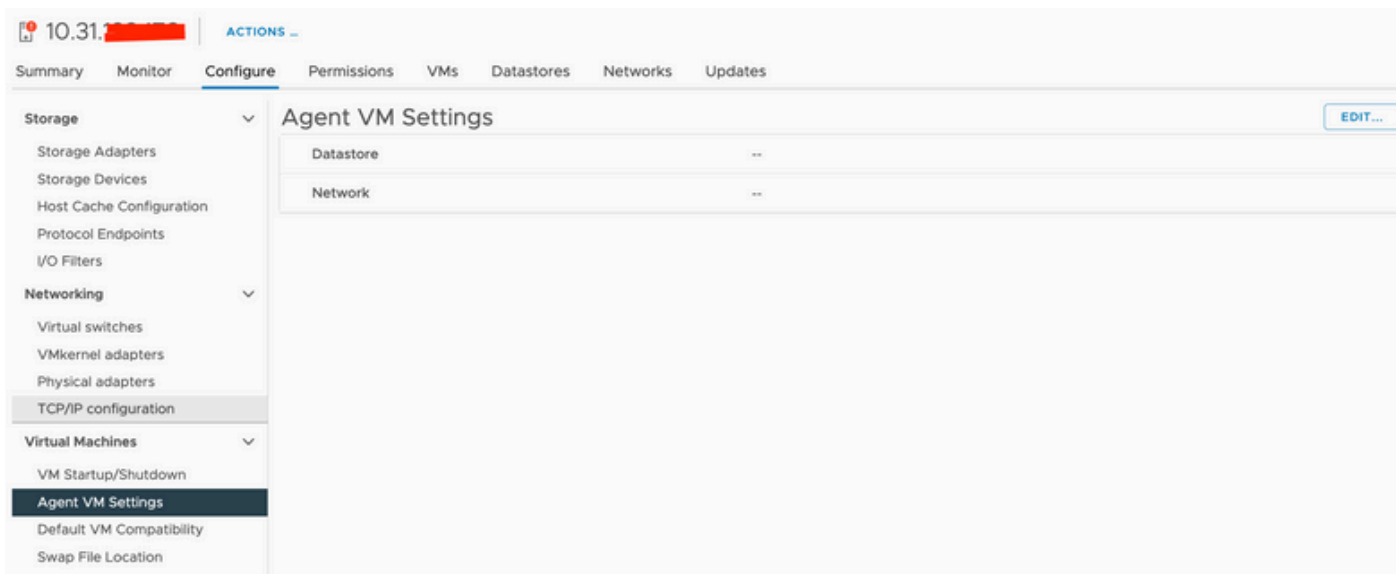 10.31.
ACTIONS
Summary Monitor Configure Permissions VMs Datastores Networks Updates
Storage
Storage Adapters
Storage Devices
Host Cache Configuration
Protocol Endpoints
I/O Filters
Networking
Virtual switches
VMkernel adapters
Physical adapters
TCP/IP configuration
Virtual Machines
VM Startup/Shutdown
Agent VM Settings
Default VM Compatibility
Swap File Location
Agent VM Settings
EDIT...
Datastore --
Network --